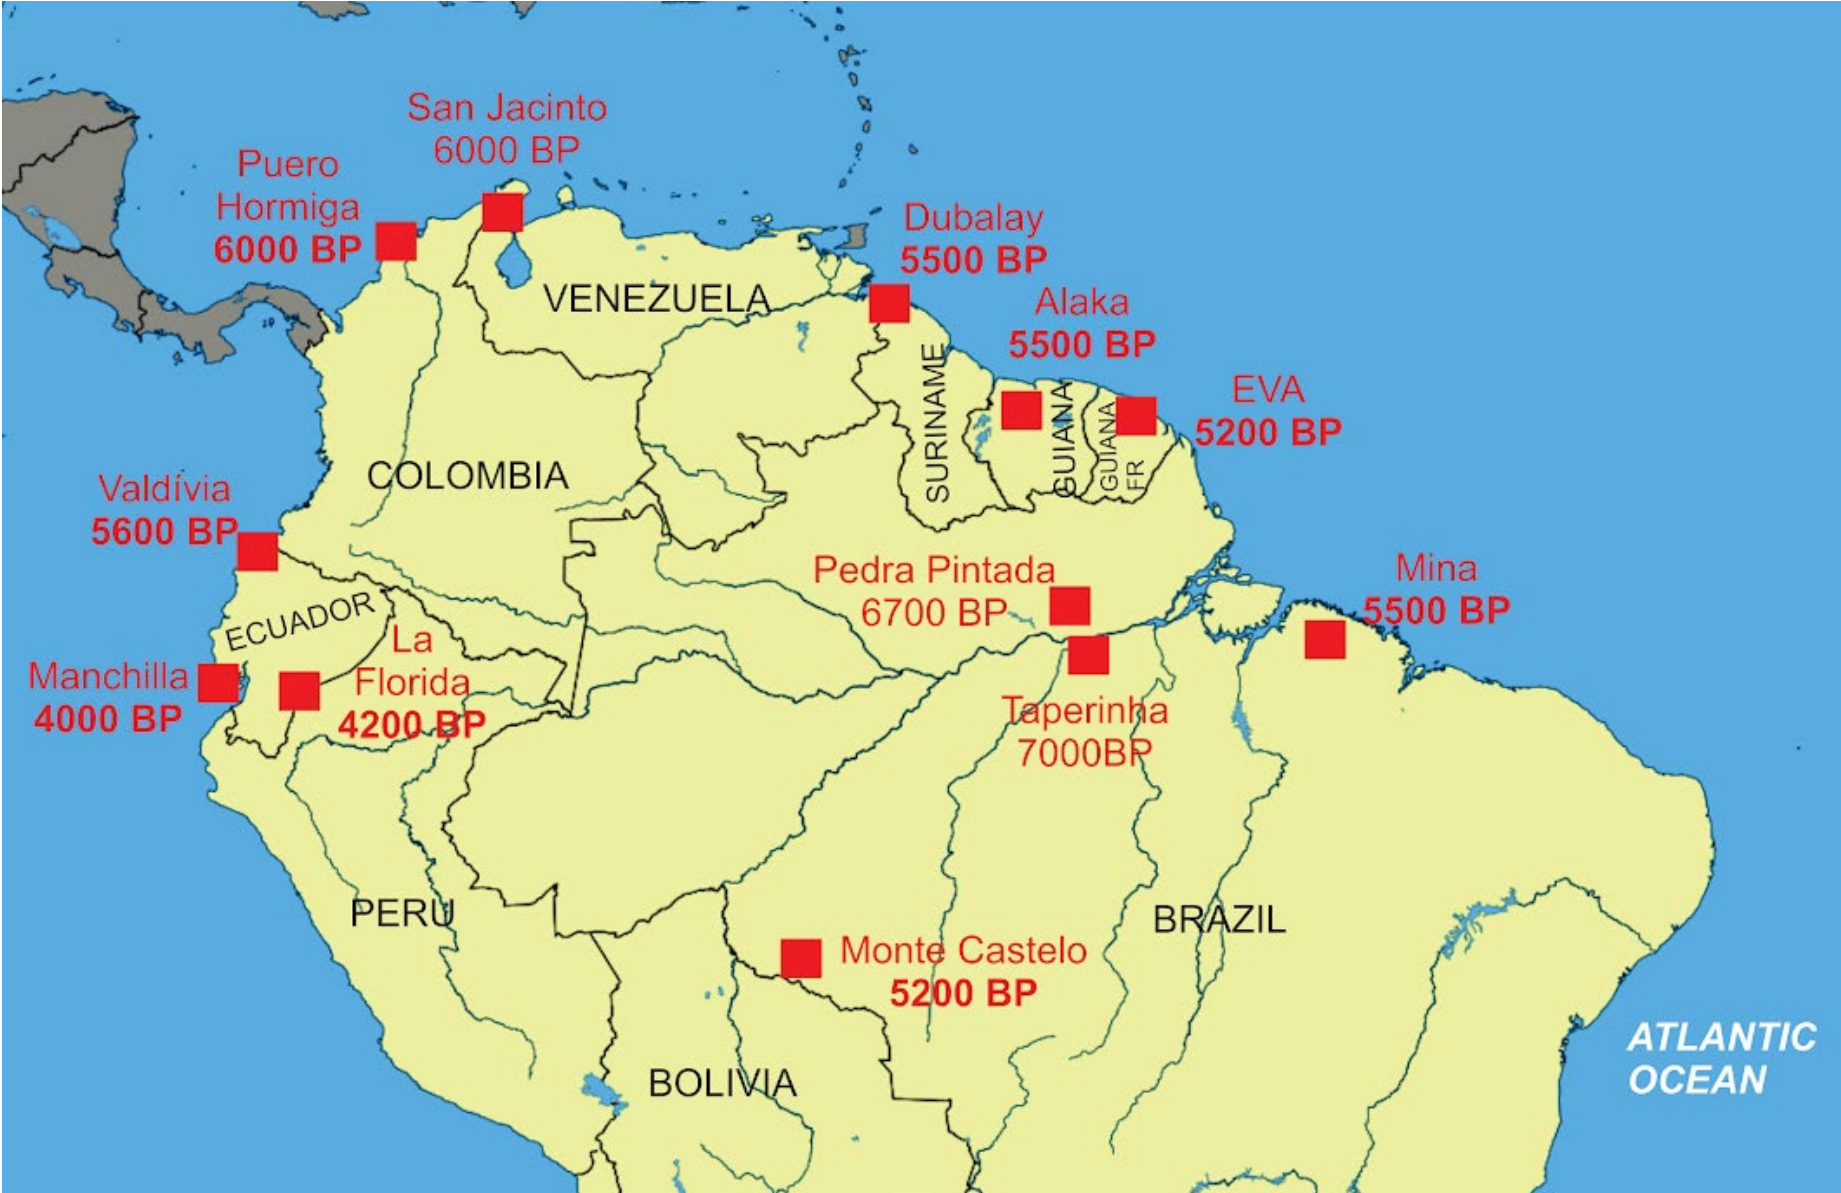 San Jacinto
6000 BP
Puero
Hormiga
6000 BP
Dubalay
5500 BP
VENEZUELA
Alaka
5500 BP
SURINAME
GUIANA
GUIANA
FR
EVA
5200 BP
COLOMBIA
Valdívia
5600 BP
Pedra Pintada
6700 BP
Mina
5500 BP
ECUADOR
La
Florida
4200 BP
Manchilla
4000 BP
Taperinha
7000BP
PERU
BRAZIL
Monte Castelo
5200 BP
BOLIVIA
ATLANTIC
OCEAN